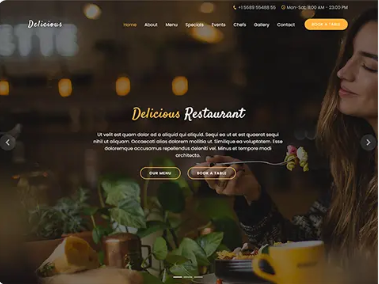 +1 5589 55488 55 Mon-Sat: 11:00 AM - 23:00 PM
Delicious
Home About Menu Specials Events Chefs Gallery Contact BOOK A TABLE
Delicious Restaurant
Ut velit est quam dolor ad a aliquid qui aliquid. Sequi ea ut et est quaerat sequi
nihil ut aliquam. Occaecati alias dolorem mollitia ut. Similique ea voluptatem. Esse
doloremque accusamus repellendus deleniti vel. Minus et tempore modi
architecto.
OUR MENU BOOK A TABLE